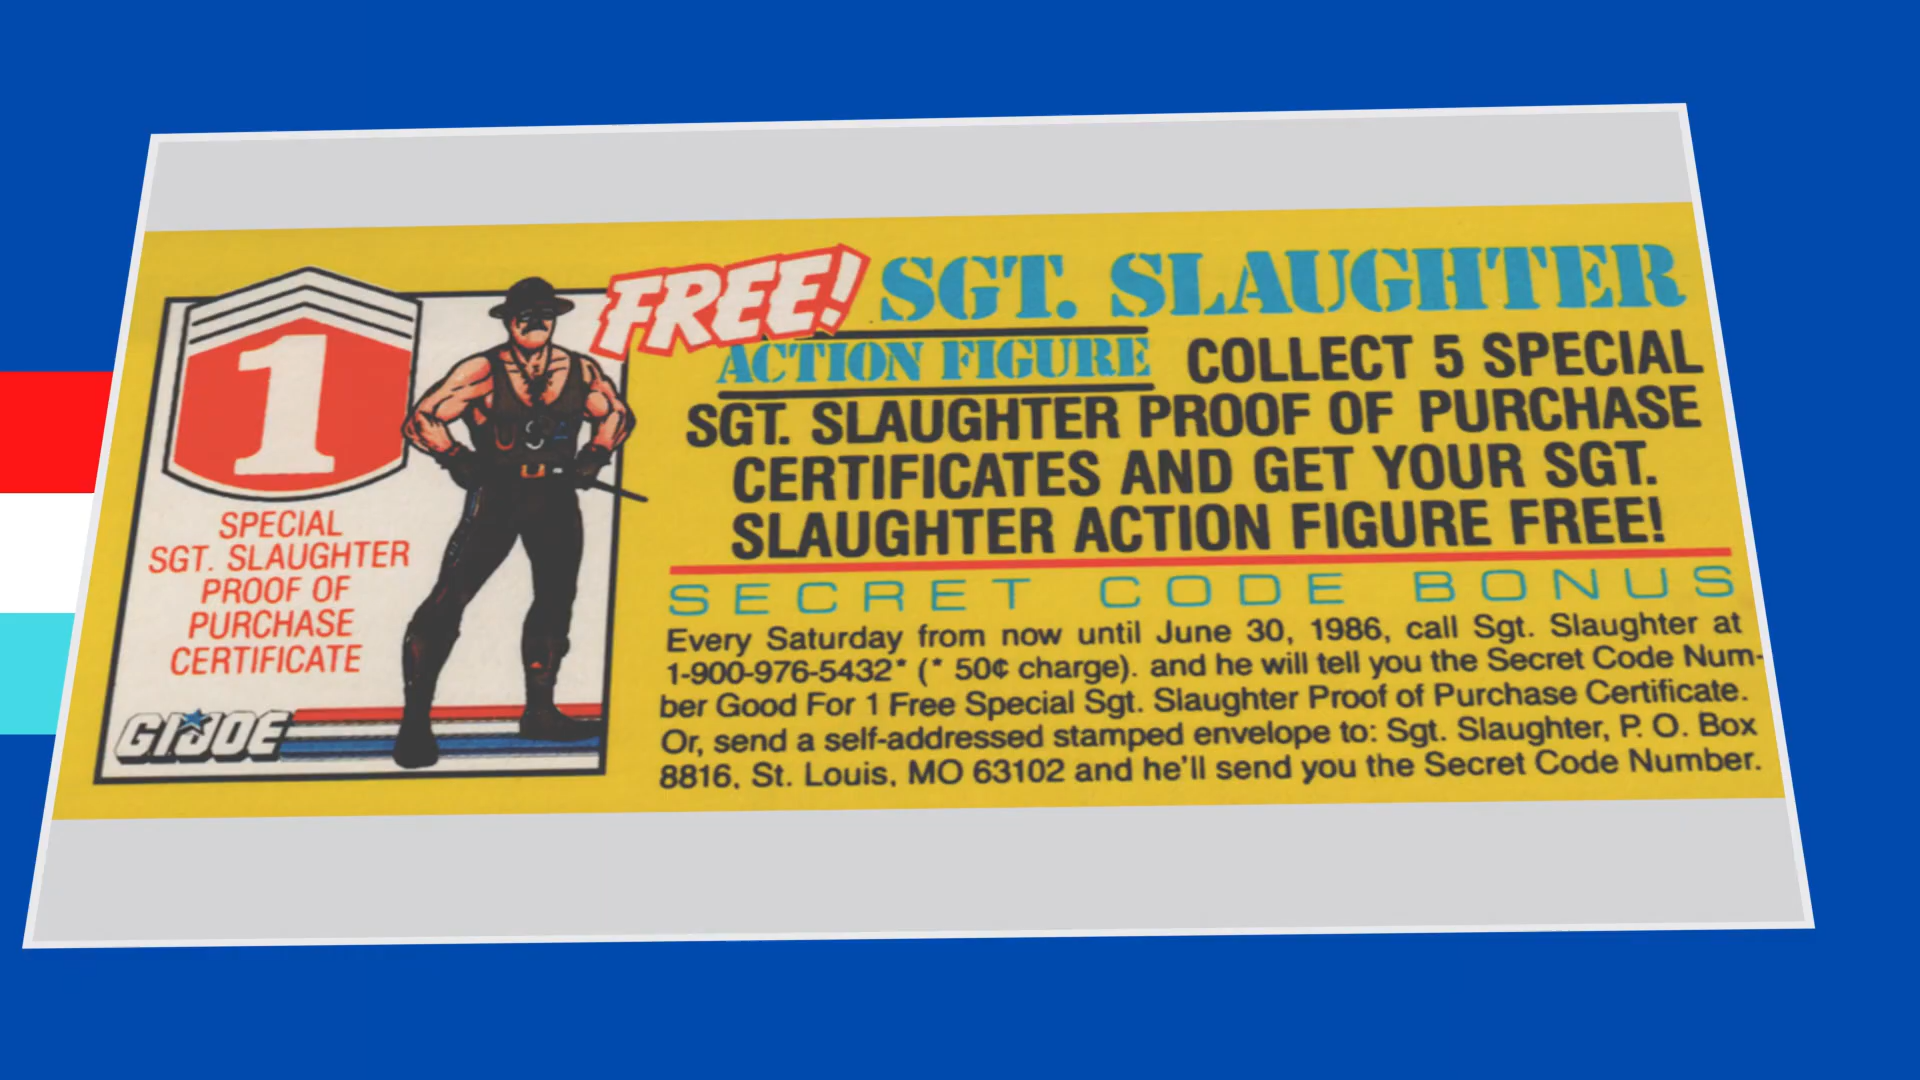 1
SPECIAL
SGT. SLAUGHTER
PROOF OF
PURCHASE
CERTIFICATE
GI JOE
FREE! SGT. SLAUGHTER
ACTION FIGURE COLLECT 5 SPECIAL
SGT. SLAUGHTER PROOF OF PURCHASE
CERTIFICATES AND GET YOUR SGT.
SLAUGHTER ACTION FIGURE FREE!
SECRET CODE BONUS
Every Saturday from now until June 30, 1986, call Sgt. Slaughter at
1-900-976-5432* (* 50¢ charge). and he will tell you the Secret Code Num-
ber Good For 1 Free Special Sgt. Slaughter Proof of Purchase Certificate.
Or, send a self-addressed stamped envelope to: Sgt. Slaughter, P. O. Box
8816, St. Louis, MO 63102 and he'll send you the Secret Code Number.